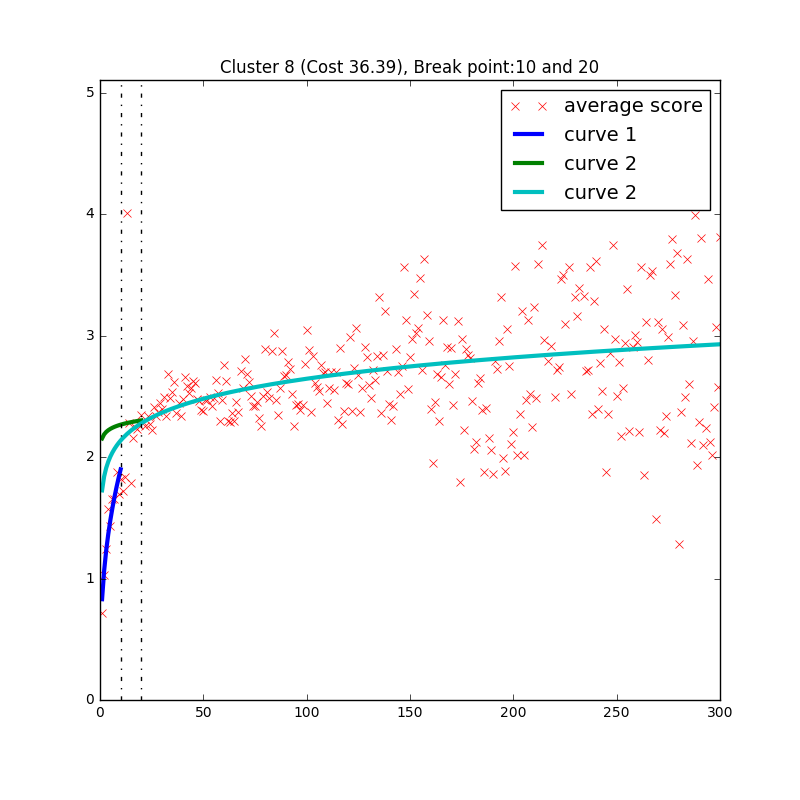 Cluster 8 (Cost 36.39), Break point:10 and 20
average score
curve 1
curve 2
curve 2
5
4
3
2
1
0
0 50 100 150 200 250 300